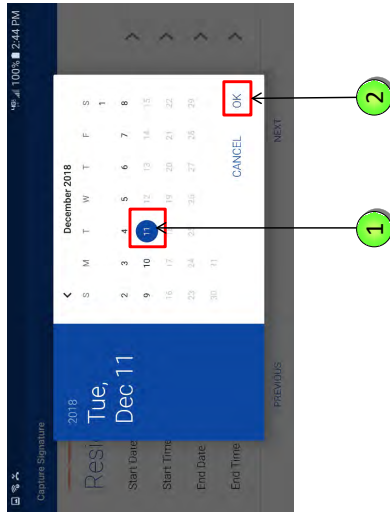 100% 2:44 PM
Capture Signature
Resi
Start Date
Start Time
End Date
End Time
2018
Tue,
Dec 11
December 2018
S M T W T F S
1
2 3 4 5 6 7 8
9 10 11 12 13 14 15
16 17 18 19 20 21 22
23 24 25 26 27 28 29
30 31
CANCEL OK
PREVIOUS NEXT
1
2